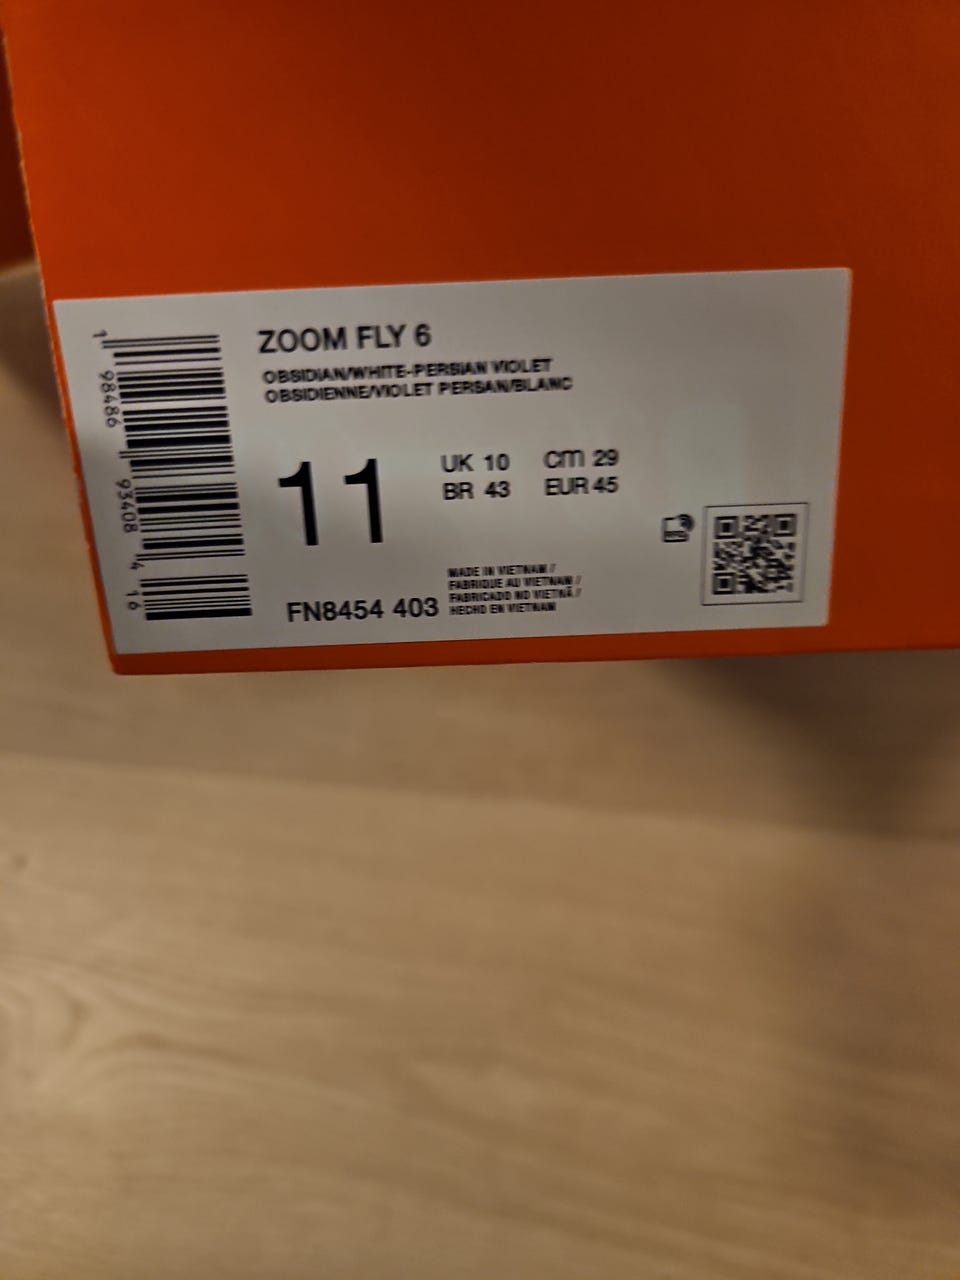 ZOOM FLY 6
OBSIDIAN/WHITE-PERSIAN VIOLET
OBSIDIENNE/VIOLET PERSAN/BLANC
11
UK 10 CM 29
BR 43 EUR 45
FN8454 403
MADE IN VIETNAM /
FABRIQUE AU VIETNAM /
FABRICADO NO VIETNÃ /
HECHO EN VIETNAM
1 98486 93408 4 16